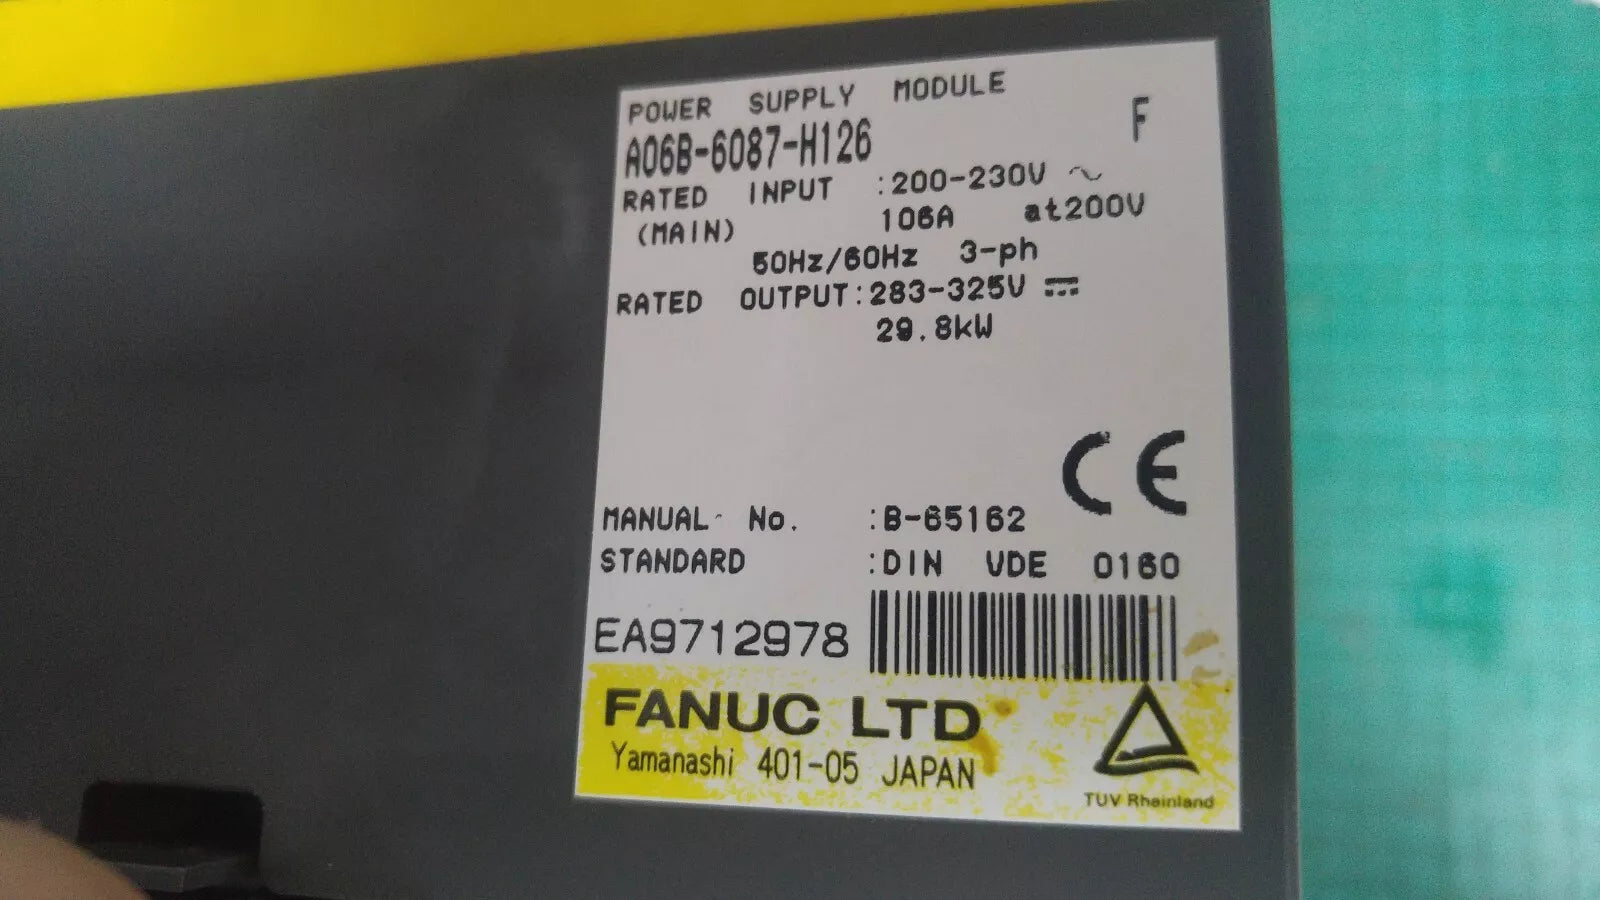 POWER SUPPLY MODULE
F
A06B-6087-H126
RATED INPUT :200-230V ~
(MAIN) 106A at200V
50Hz/60Hz 3-ph
RATED OUTPUT:283-325V ⎓
29.8kW
CE
MANUAL No. :B-65162
STANDARD :DIN VDE 0160
EA9712978
FANUC LTD
Yamanashi 401-05 JAPAN
TUV Rheinland